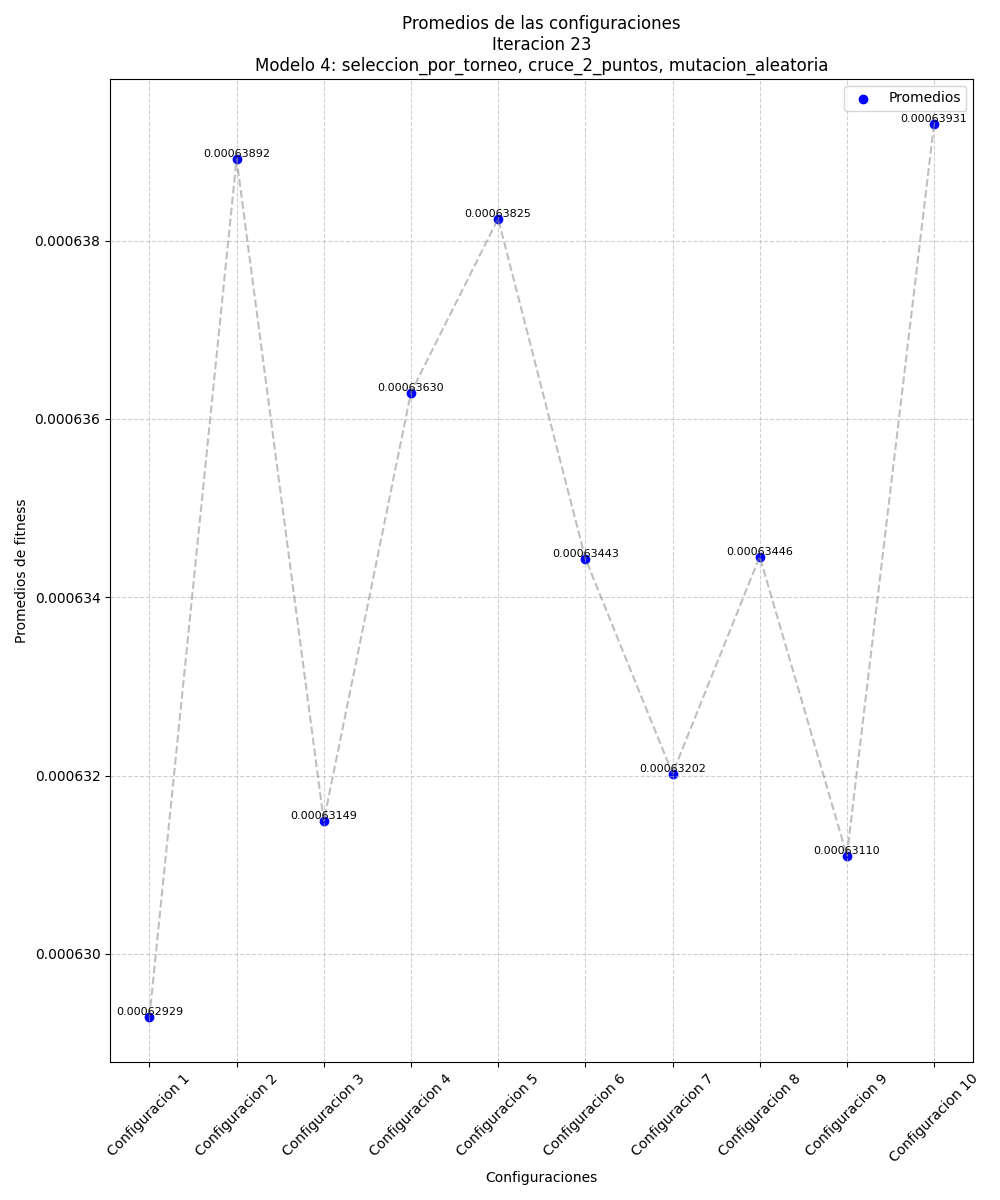 Promedios de las configuraciones
Iteracion 23
Modelo 4: seleccion_por_torneo, cruce_2_puntos, mutacion_aleatoria
Promedios
0.00063931
0.00063892
0.00063825
0.000638
0.00063630
0.000636
0.00063443
0.00063446
0.000634
0.00063202
0.000632
0.00063149
0.00063110
0.000630
0.00062929
Promedios de fitness
Configuracion 1
Configuracion 2
Configuracion 3
Configuracion 4
Configuracion 5
Configuracion 6
Configuracion 7
Configuracion 8
Configuracion 9
Configuracion 10
Configuraciones